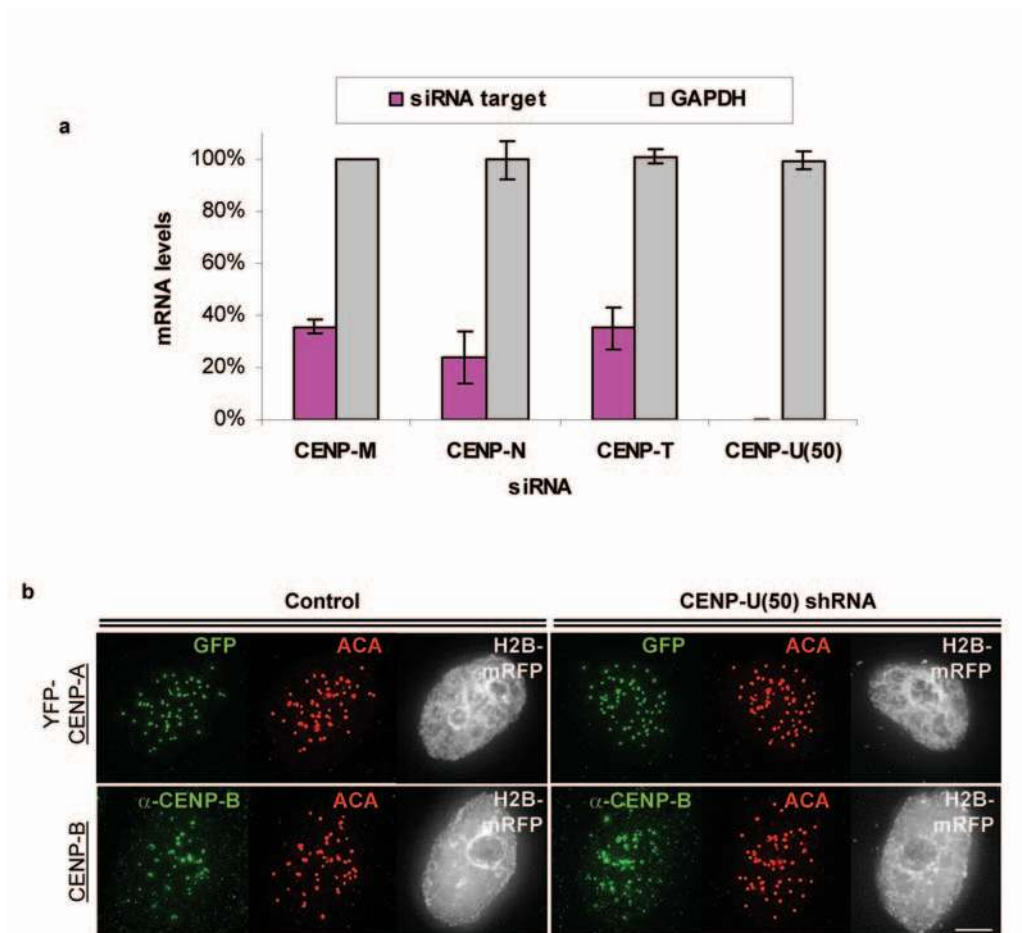 siRNA target GAPDH
a
100%
80%
60%
40%
20%
0%
mRNA levels
CENP-M CENP-N CENP-T CENP-U(50)
siRNA
b
Control CENP-U(50) shRNA
YFP-
CENP-A
GFP ACA H2B-
mRFP
GFP ACA H2B-
mRFP
CENP-B
α-CENP-B ACA H2B-
mRFP
α-CENP-B ACA H2B-
mRFP